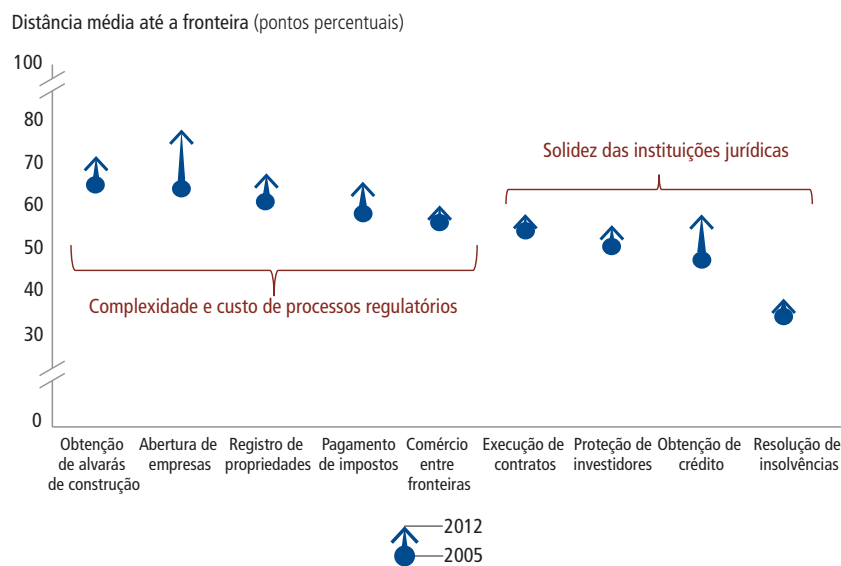 Distância média até a fronteira (pontos percentuais)
100
80
70
60
50
40
30
0
Solidez das instituições jurídicas
Complexidade e custo de processos regulatórios
Obtenção
de alvarás
de construção
Abertura de
empresas
Registro de
propriedades
Pagamento
de impostos
Comércio
entre
fronteiras
Execução de
contratos
Proteção de
investidores
Obtenção de
crédito
Resolução de
insolvências
2012
2005